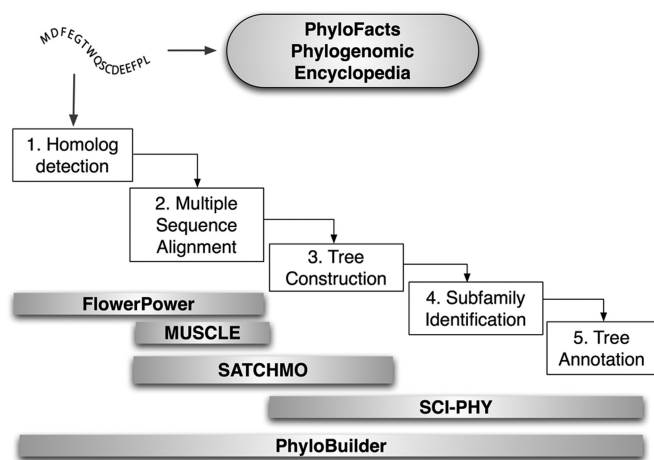 MDFEGTWQSCDEEFPL
PhyloFacts
Phylogenomic
Encyclopedia
1. Homolog
detection
2. Multiple
Sequence
Alignment
3. Tree
Construction
4. Subfamily
Identification
5. Tree
Annotation
FlowerPower
MUSCLE
SATCHMO
SCI-PHY
PhyloBuilder